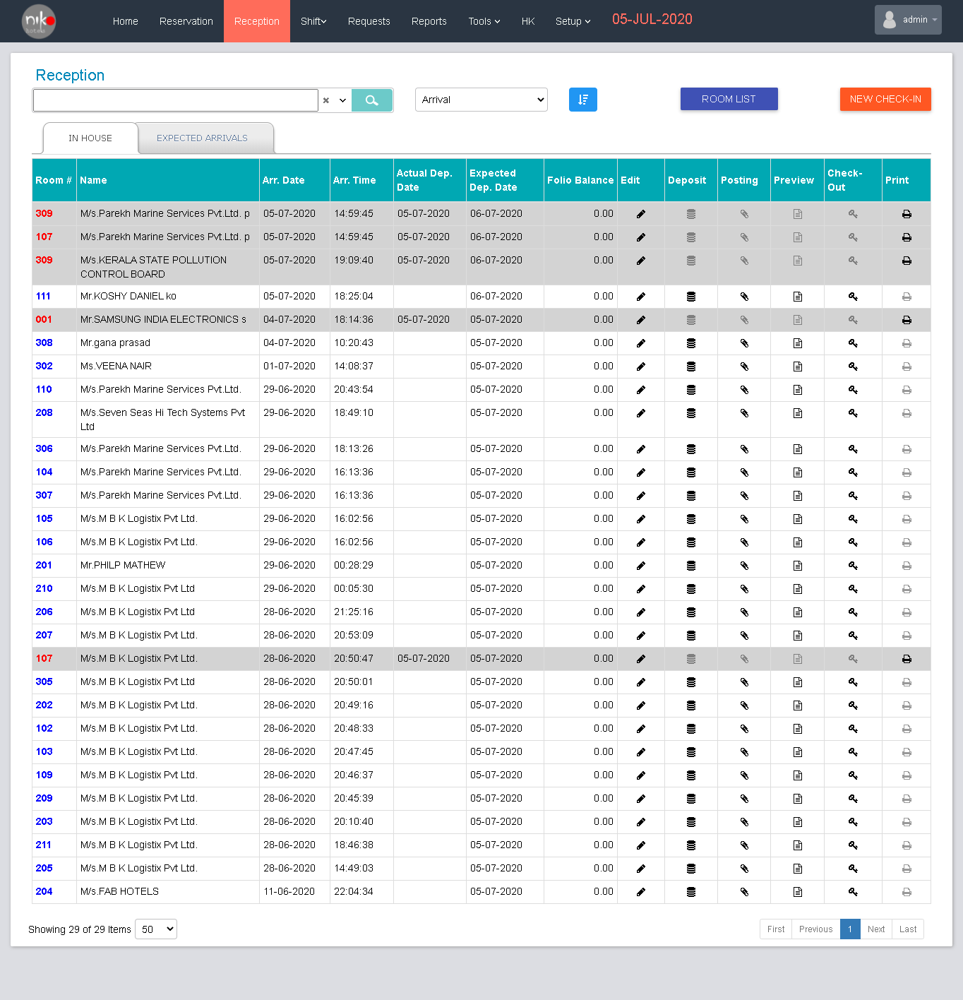 niko
hotels
Home Reservation Reception Shift Requests Reports Tools HK Setup 05-JUL-2020 admin
Reception
Arrival ROOM LIST NEW CHECK-IN
IN HOUSE EXPECTED ARRIVALS
Room # Name Arr. Date Arr. Time Actual Dep. Date Expected Dep. Date Folio Balance Edit Deposit Posting Preview Check-Out Print
309 M/s.Parekh Marine Services Pvt.Ltd. p 05-07-2020 14:59:45 05-07-2020 06-07-2020 0.00
107 M/s.Parekh Marine Services Pvt.Ltd. p 05-07-2020 14:59:45 05-07-2020 06-07-2020 0.00
309 M/s.KERALA STATE POLLUTION CONTROL BOARD 05-07-2020 19:09:40 05-07-2020 06-07-2020 0.00
111 Mr.KOSHY DANIEL ko 05-07-2020 18:25:04 06-07-2020 0.00
001 Mr.SAMSUNG INDIA ELECTRONICS s 04-07-2020 18:14:36 05-07-2020 05-07-2020 0.00
308 Mr.gana prasad 04-07-2020 10:20:43 05-07-2020 0.00
302 Ms.VEENA NAIR 01-07-2020 14:08:37 05-07-2020 0.00
110 M/s.Parekh Marine Services Pvt.Ltd. 29-06-2020 20:43:54 05-07-2020 0.00
208 M/s.Seven Seas Hi Tech Systems Pvt Ltd 29-06-2020 18:49:10 05-07-2020 0.00
306 M/s.Parekh Marine Services Pvt.Ltd. 29-06-2020 18:13:26 05-07-2020 0.00
104 M/s.Parekh Marine Services Pvt.Ltd. 29-06-2020 16:13:36 05-07-2020 0.00
307 M/s.Parekh Marine Services Pvt.Ltd. 29-06-2020 16:13:36 05-07-2020 0.00
105 M/s.M B K Logistix Pvt Ltd. 29-06-2020 16:02:56 05-07-2020 0.00
106 M/s.M B K Logistix Pvt Ltd. 29-06-2020 16:02:56 05-07-2020 0.00
201 Mr.PHILP MATHEW 29-06-2020 00:28:29 05-07-2020 0.00
210 M/s.M B K Logistix Pvt Ltd 29-06-2020 00:05:30 05-07-2020 0.00
206 M/s.M B K Logistix Pvt Ltd 28-06-2020 21:25:16 05-07-2020 0.00
207 M/s.M B K Logistix Pvt Ltd. 28-06-2020 20:53:09 05-07-2020 0.00
107 M/s.M B K Logistix Pvt Ltd. 28-06-2020 20:50:47 05-07-2020 05-07-2020 0.00
305 M/s.M B K Logistix Pvt Ltd 28-06-2020 20:50:01 05-07-2020 0.00
202 M/s.M B K Logistix Pvt Ltd. 28-06-2020 20:49:16 05-07-2020 0.00
102 M/s.M B K Logistix Pvt Ltd. 28-06-2020 20:48:33 05-07-2020 0.00
103 M/s.M B K Logistix Pvt Ltd. 28-06-2020 20:47:45 05-07-2020 0.00
109 M/s.M B K Logistix Pvt Ltd. 28-06-2020 20:46:37 05-07-2020 0.00
209 M/s.M B K Logistix Pvt Ltd. 28-06-2020 20:45:39 05-07-2020 0.00
203 M/s.M B K Logistix Pvt Ltd. 28-06-2020 20:10:40 05-07-2020 0.00
211 M/s.M B K Logistix Pvt Ltd. 28-06-2020 18:46:38 05-07-2020 0.00
205 M/s.M B K Logistix Pvt Ltd. 28-06-2020 14:49:03 05-07-2020 0.00
204 M/s.FAB HOTELS 11-06-2020 22:04:34 05-07-2020 0.00
Showing 29 of 29 Items 50 First Previous 1 Next Last